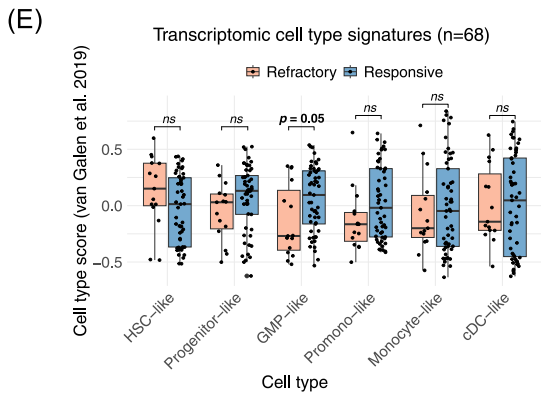 (E)
Transcriptomic cell type signatures (n=68)
Refractory Responsive
Cell type score (van Galen et al. 2019)
ns ns p = 0.05 ns ns ns
0.5
0.0
−0.5
HSC−like
Progenitor−like
GMP−like
Promono−like
Monocyte−like
cDC−like
Cell type